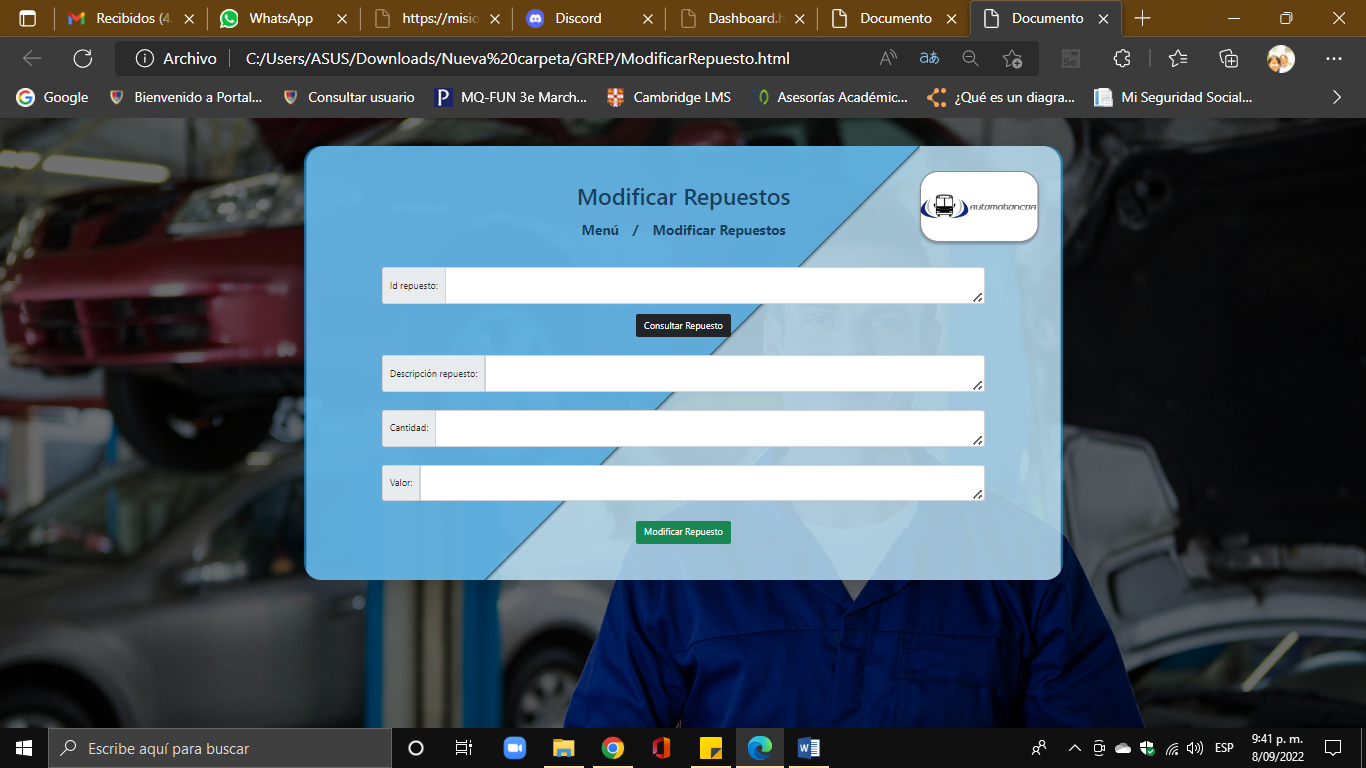 Recibidos (4.
WhatsApp
https://misio
Discord
Dashboard.h
Documento
Documento
Archivo
C:/Users/ASUS/Downloads/Nueva%20carpeta/GREP/ModificarRepuesto.html
Google
Bienvenido a Portal...
Consultar usuario
MQ-FUN 3e March...
Cambridge LMS
Asesorías Académic...
¿Qué es un diagra...
Mi Seguridad Social...
Modificar Repuestos
Menú / Modificar Repuestos
AUTOMOTIONCDA
Id repuesto:
Consultar Repuesto
Descripción repuesto:
Cantidad:
Valor:
Modificar Repuesto
Escribe aquí para buscar
ESP
9:41 p. m.
8/09/2022